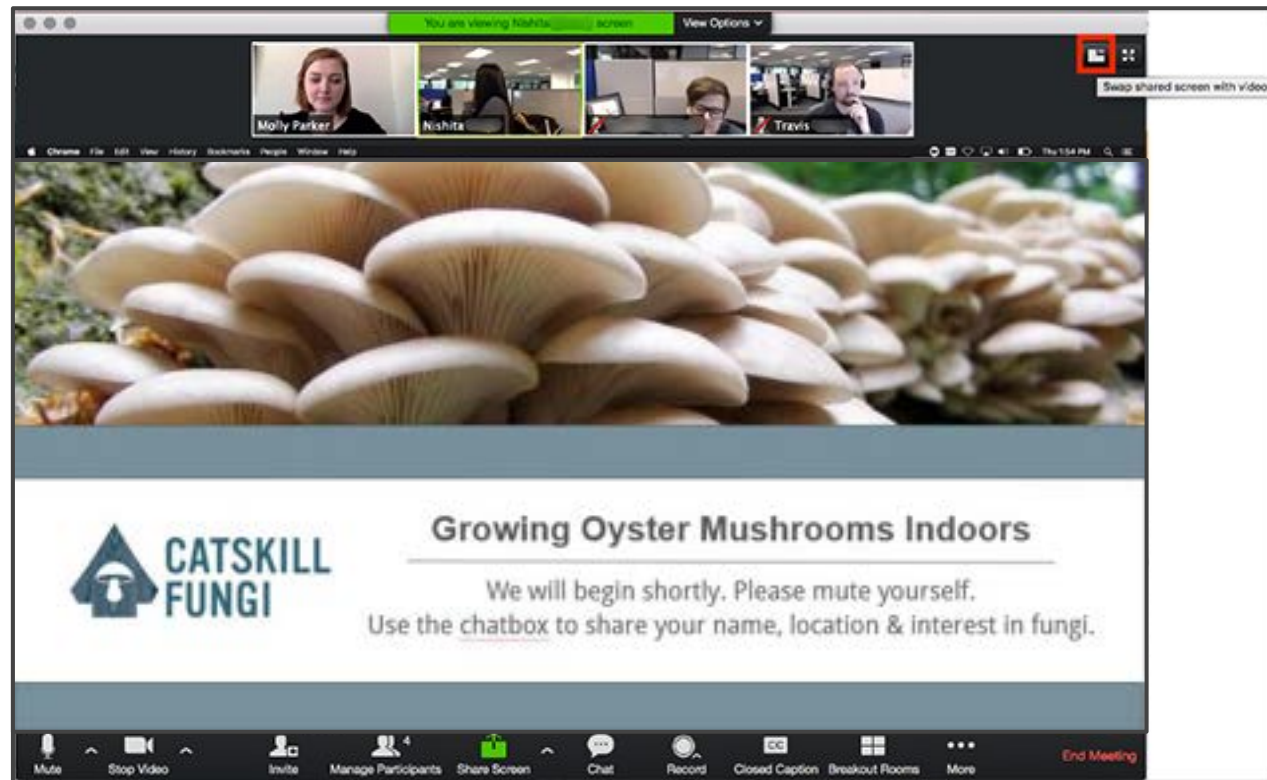 You are viewing Nishita screen
View Options
Swap shared screen with video
Molly Parker
Nishita
Travis
Chrome File Edit View History Bookmarks People Window Help
Thu 1:54 PM
CATSKILL
FUNGI
Growing Oyster Mushrooms Indoors
We will begin shortly. Please mute yourself.
Use the chatbox to share your name, location & interest in fungi.
4
CC
Mute
Stop Video
Invite
Manage Participants
Share Screen
Chat
Record
Closed Caption
Breakout Rooms
More
End Meeting